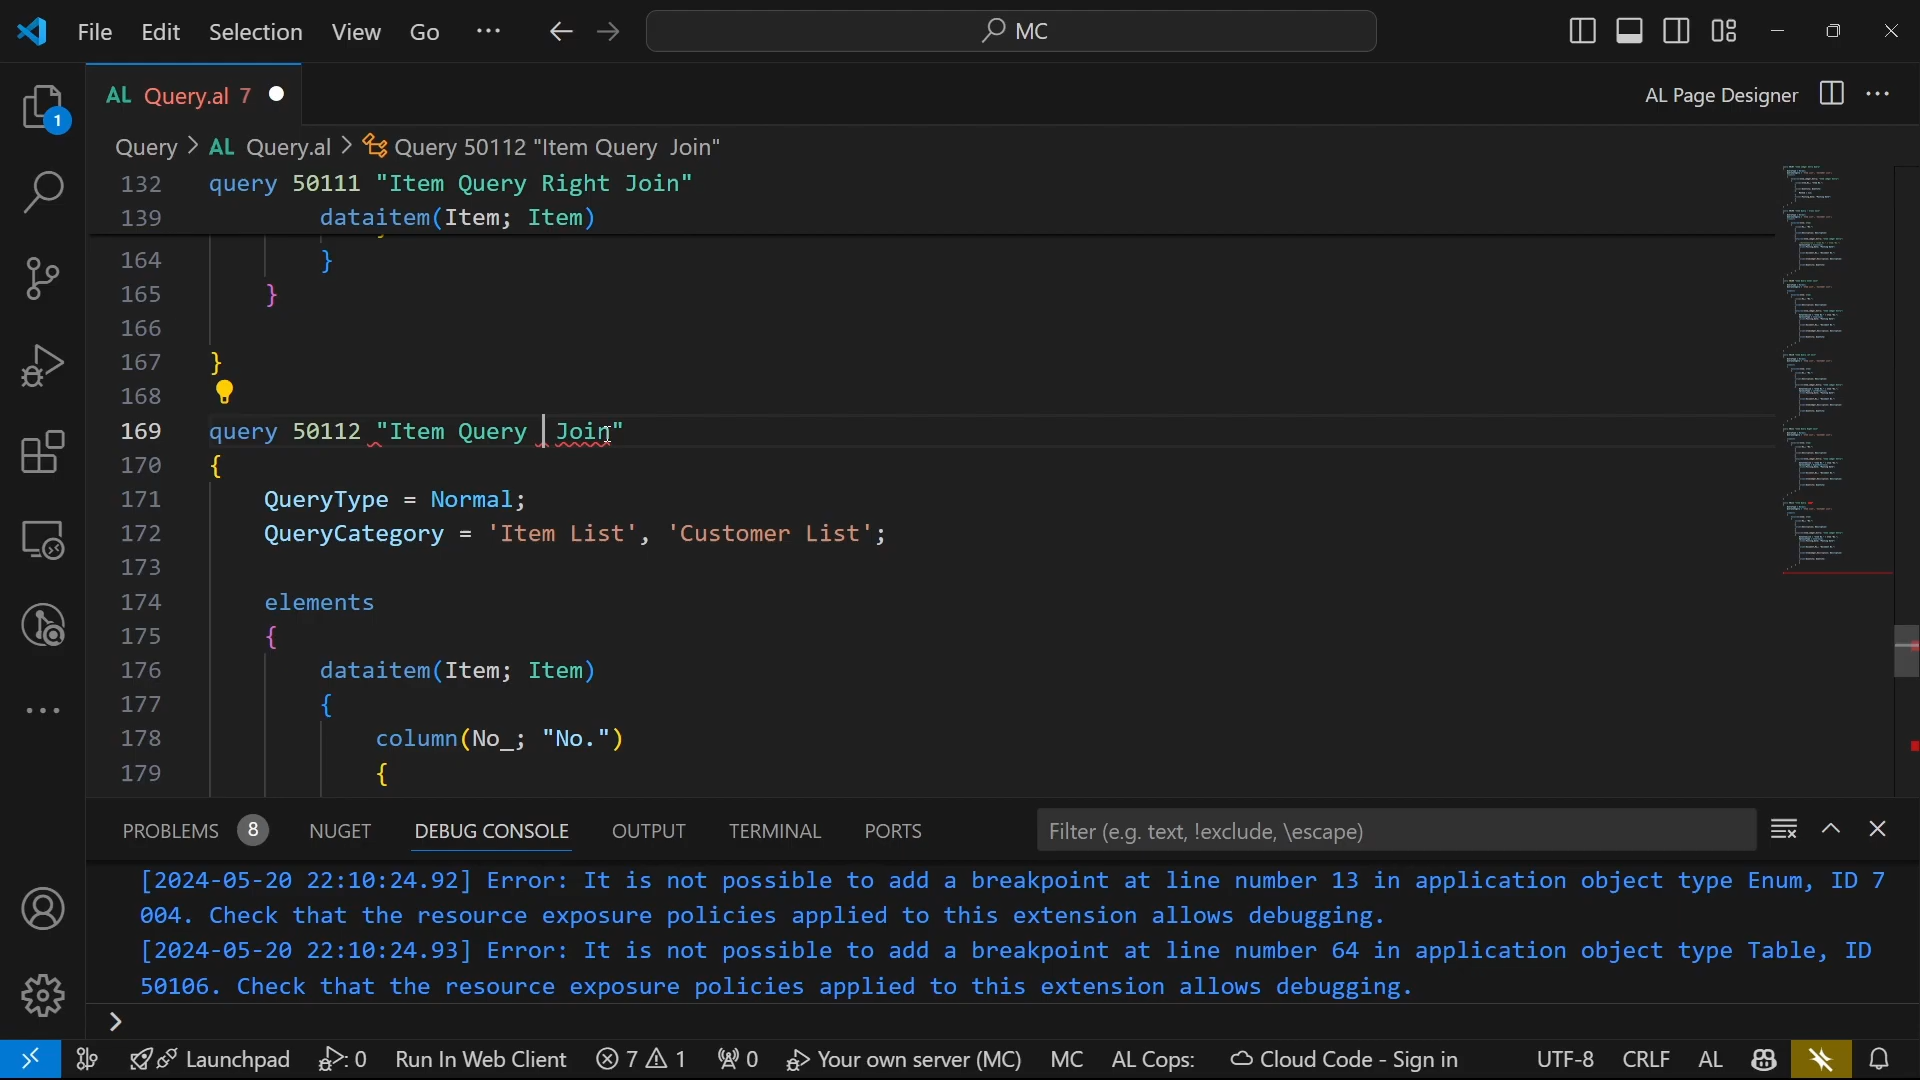 File Edit Selection View Go ··· MC
AL Query.al 7 AL Page Designer ···
1
Query > AL Query.al > Query 50112 "Item Query  Join"
132 query 50111 "Item Query Right Join"
139 dataitem(Item; Item)
164 }
165 }
166
167 }
168
169 query 50112 "Item Query  Join"
170 {
171 QueryType = Normal;
172 QueryCategory = 'Item List', 'Customer List';
173
174 elements
175 {
176 dataitem(Item; Item)
177 {
178 column(No_; "No.")
179 {
PROBLEMS 8 NUGET DEBUG CONSOLE OUTPUT TERMINAL PORTS Filter (e.g. text, !exclude, \escape)
[2024-05-20 22:10:24.92] Error: It is not possible to add a breakpoint at line number 13 in application object type Enum, ID 7
004. Check that the resource exposure policies applied to this extension allows debugging.
[2024-05-20 22:10:24.93] Error: It is not possible to add a breakpoint at line number 64 in application object type Table, ID
50106. Check that the resource exposure policies applied to this extension allows debugging.
>
Launchpad : 0 Run In Web Client 7 1 0 Your own server (MC) MC AL Cops: Cloud Code - Sign in UTF-8 CRLF AL